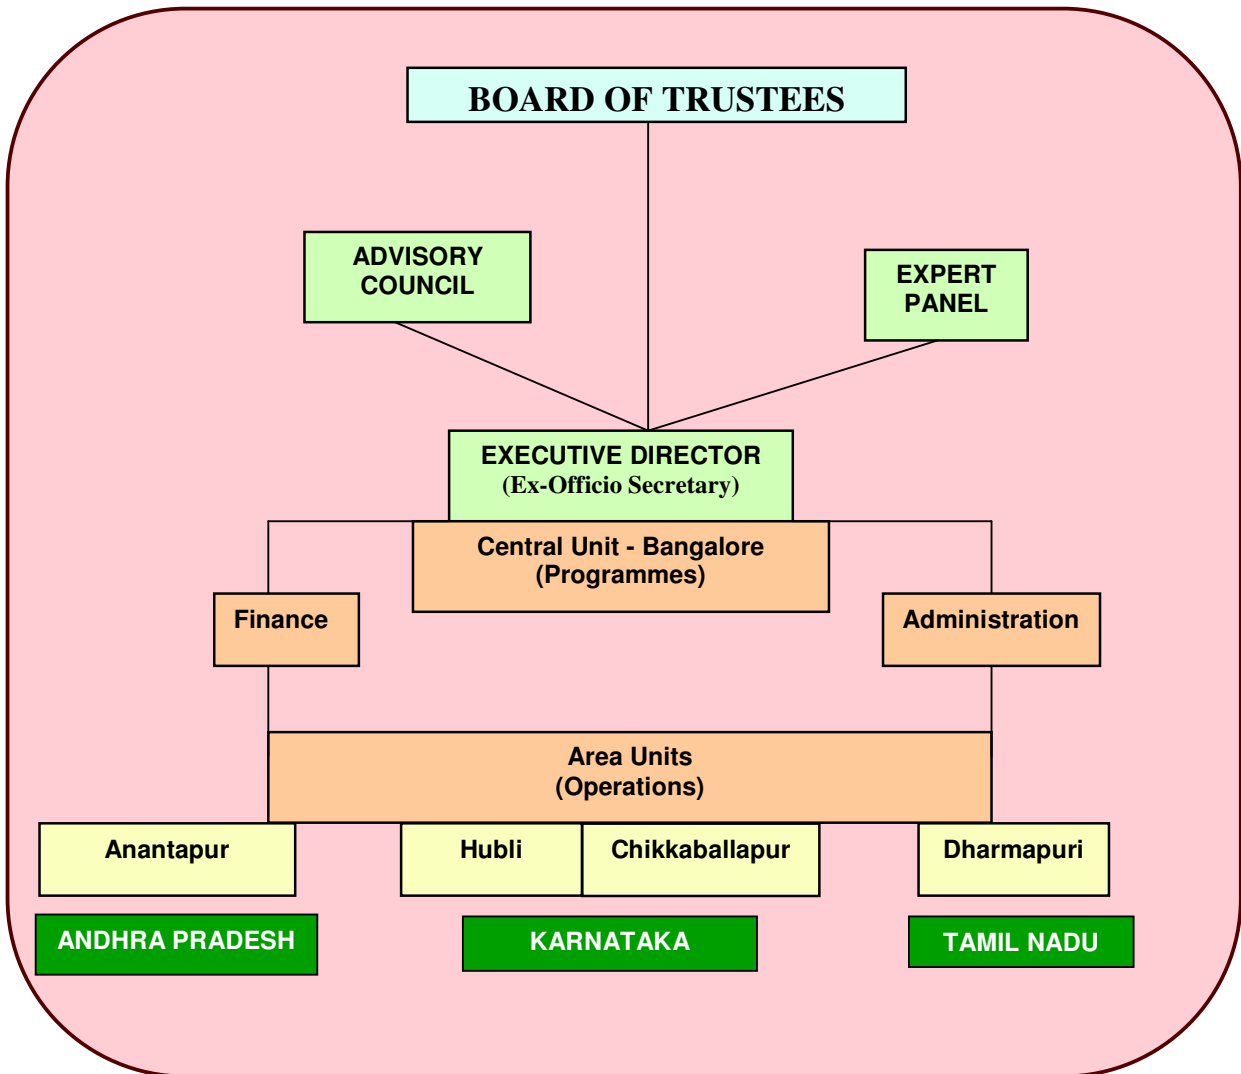 BOARD OF TRUSTEES
ADVISORY
COUNCIL
EXPERT
PANEL
EXECUTIVE DIRECTOR
(Ex-Officio Secretary)
Central Unit - Bangalore
(Programmes)
Finance
Administration
Area Units
(Operations)
Anantapur
Hubli
Chikkaballapur
Dharmapuri
ANDHRA PRADESH
KARNATAKA
TAMIL NADU